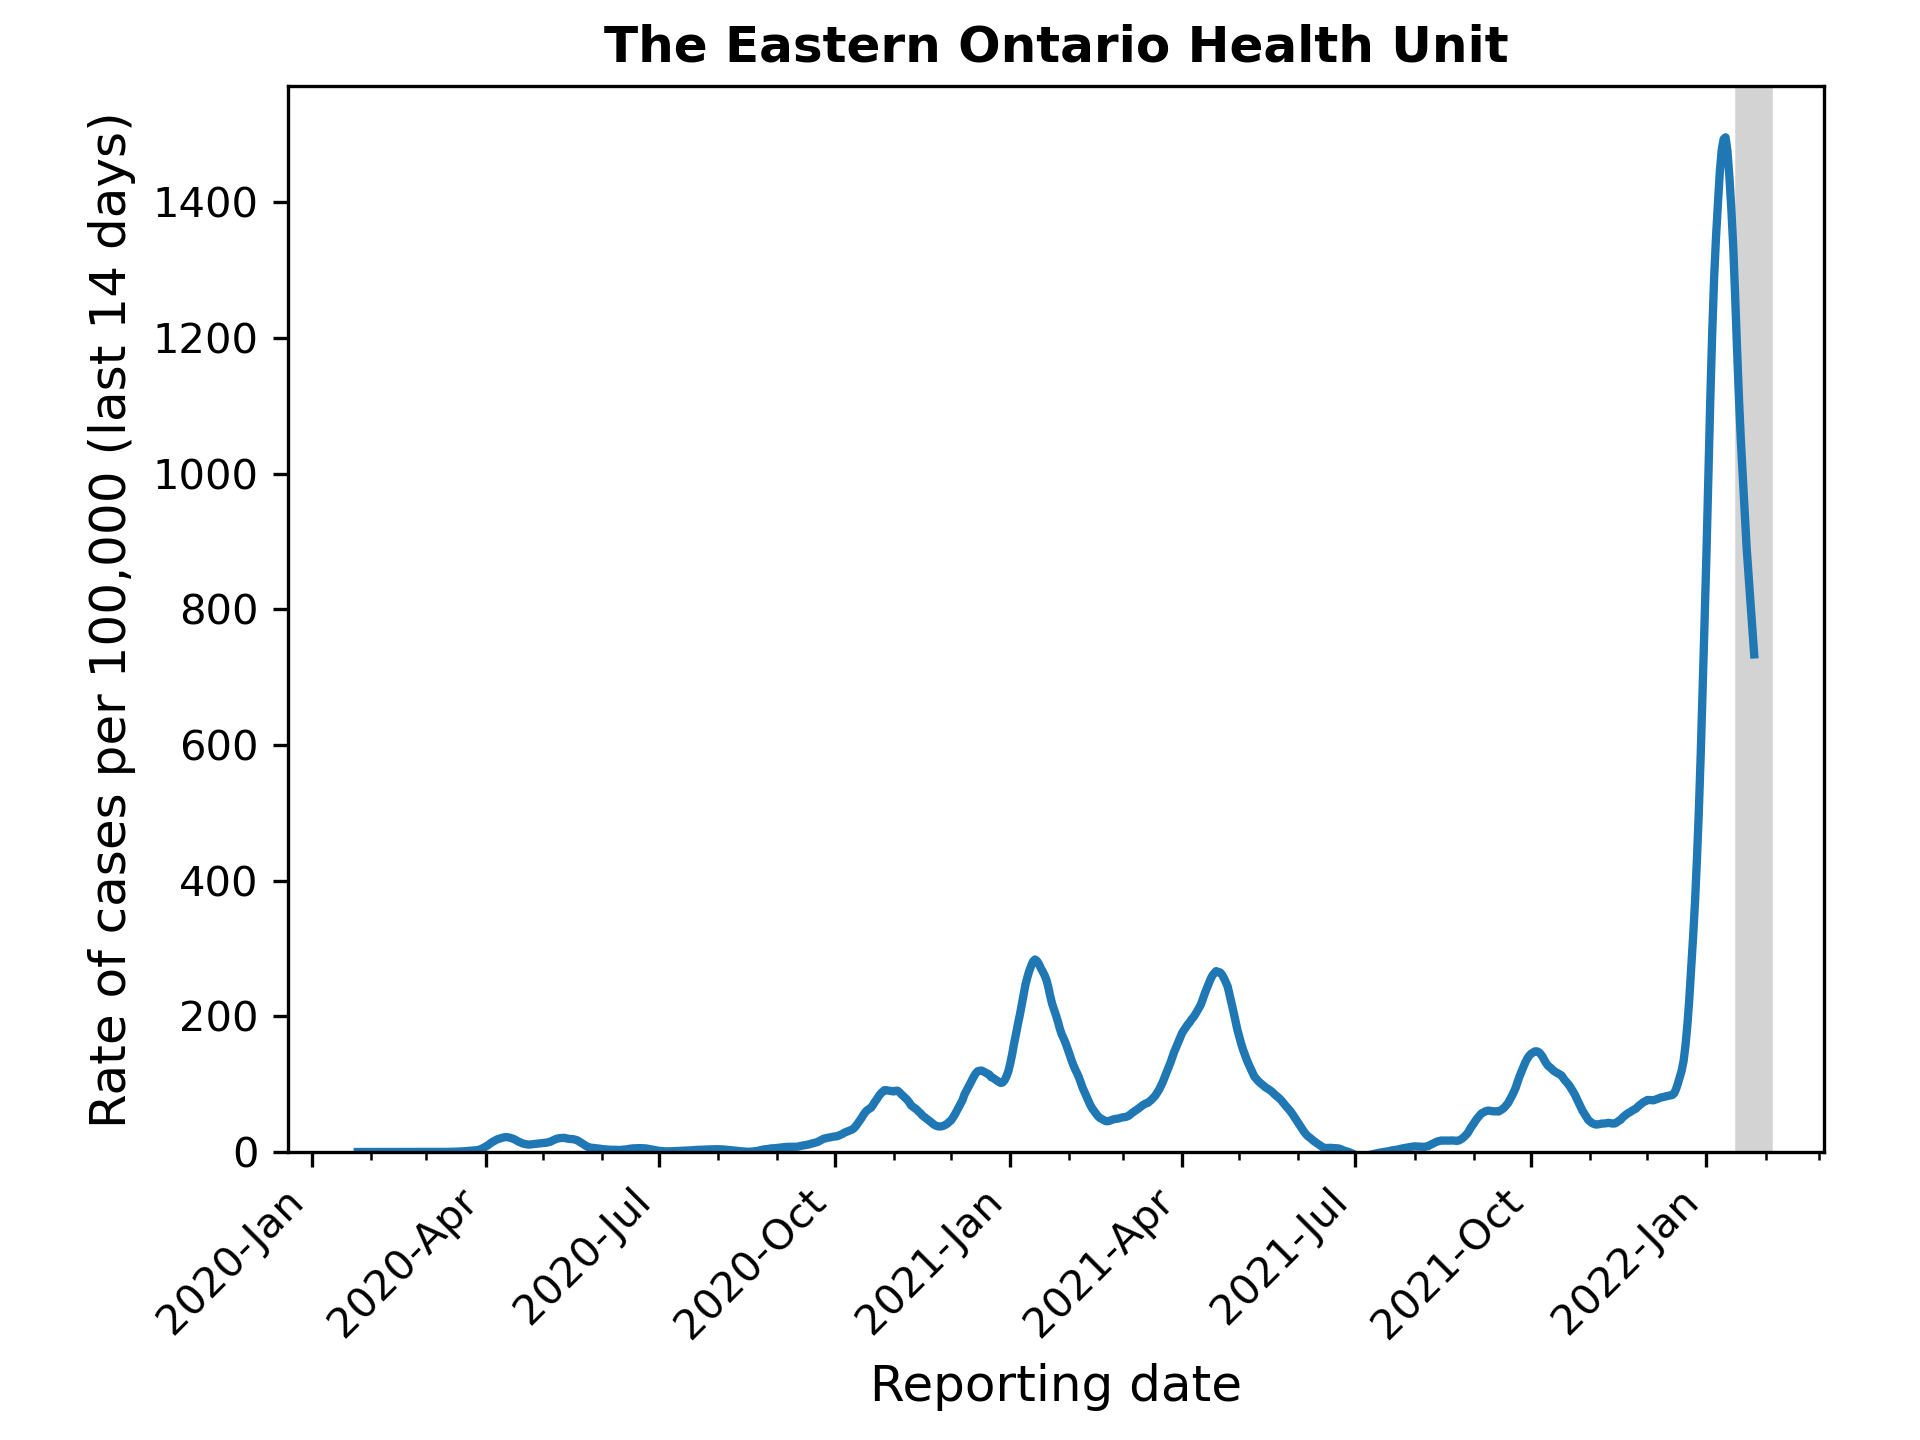 The Eastern Ontario Health Unit
Rate of cases per 100,000 (last 14 days)
1400
1200
1000
800
600
400
200
0
2020-Jan
2020-Apr
2020-Jul
2020-Oct
2021-Jan
2021-Apr
2021-Jul
2021-Oct
2022-Jan
Reporting date